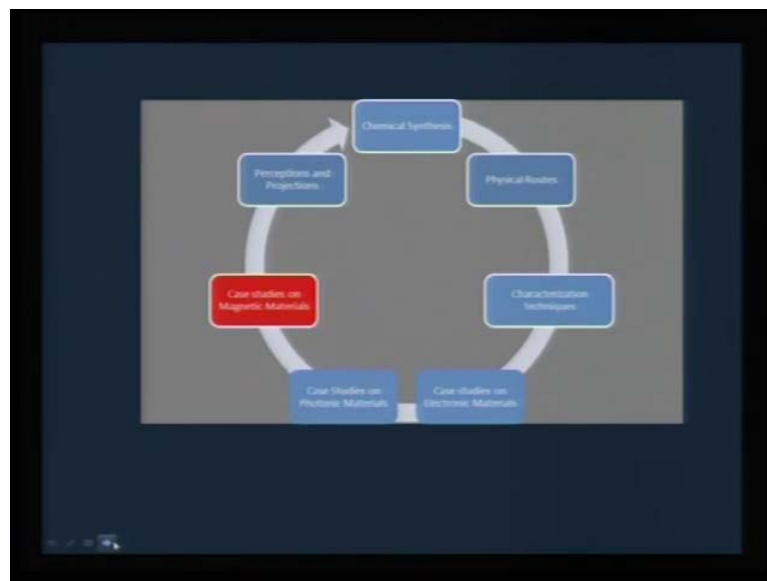 Chemical Synthesis
Physical Routes
Characterization
Techniques
Case studies on
Electronic Materials
Case Studies on
Photonic Materials
Case studies on
Magnetic Materials
Perceptions and
Projections